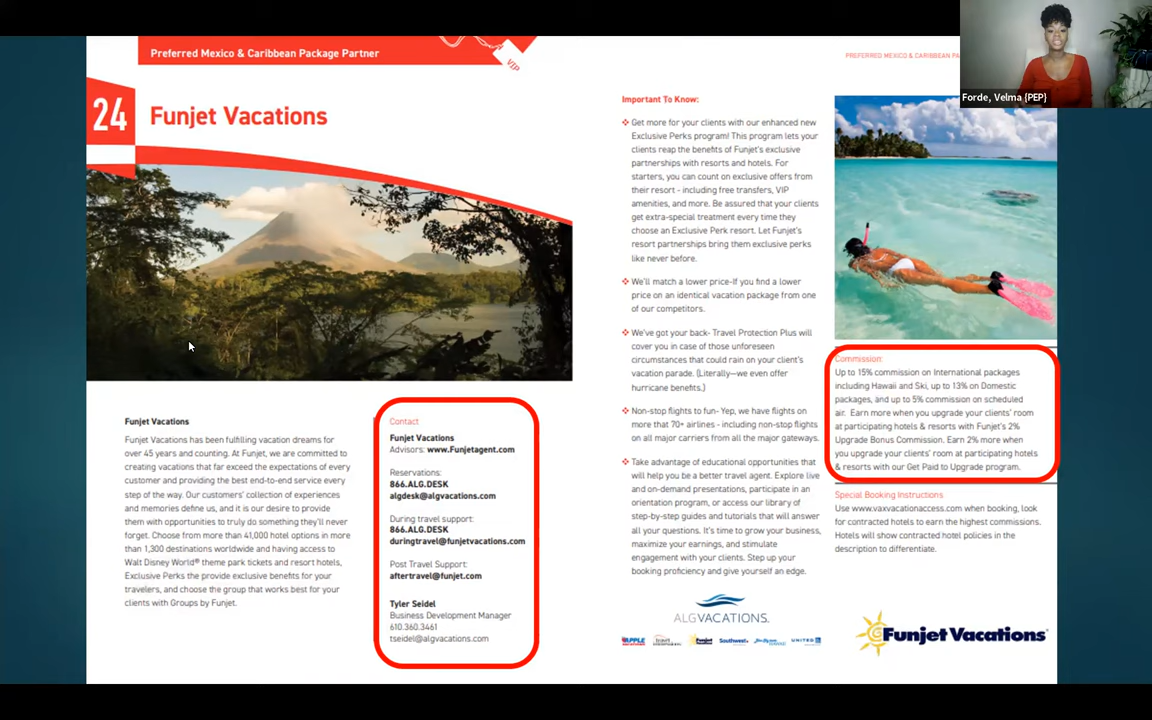 Preferred Mexico & Caribbean Package Partner
VIP
24
Funjet Vacations
Funjet Vacations
Funjet Vacations has been fulfilling vacation dreams for
over 45 years and counting. At Funjet, we are committed to
creating vacations that far exceed the expectations of every
customer and providing the best end-to-end service every
step of the way. Our customers' collection of experiences
and memories define us, and it is our desire to provide
them with opportunities to truly do something they'll never
forget. Choose from more than 41,000 hotel options in more
than 1,300 destinations worldwide and having access to
Walt Disney World® theme park tickets and resort hotels,
Exclusive Perks the provide exclusive benefits for your
travelers, and choose the group that works best for your
clients with Groups by Funjet.
Contact
Funjet Vacations
Advisors: www.Funjetagent.com
Reservations:
866.ALG.DESK
algdesk@algvacations.com
During travel support:
866.ALG.DESK
duringtravel@funjetvacations.com
Post Travel Support:
aftertravel@funjet.com
Tyler Seidel
Business Development Manager
610.360.3461
tseidel@algvacations.com
PREFERRED MEXICO & CARIBBEAN PA
Important To Know:
❖ Get more for your clients with our enhanced new
Exclusive Perks program! This program lets your
clients reap the benefits of Funjet's exclusive
partnerships with resorts and hotels. For
starters, you can count on exclusive offers from
their resort - including free transfers, VIP
amenities, and more. Be assured that your clients
get extra-special treatment every time they
choose an Exclusive Perk resort. Let Funjet's
resort partnerships bring them exclusive perks
like never before.
❖ We'll match a lower price-If you find a lower
price on an identical vacation package from one
of our competitors.
❖ We've got your back- Travel Protection Plus will
cover you in case of those unforeseen
circumstances that could rain on your client's
vacation parade. (Literally—we even offer
hurricane benefits.)
❖ Non-stop flights to fun- Yep, we have flights on
more that 70+ airlines - including non-stop flights
on all major carriers from all the major gateways.
❖ Take advantage of educational opportunities that
will help you be a better travel agent. Explore live
and on-demand presentations, participate in an
orientation program, or access our library of
step-by-step guides and tutorials that will answer
all your questions. It's time to grow your business,
maximize your earnings, and stimulate
engagement with your clients. Step up your
booking proficiency and give yourself an edge.
ALGVACATIONS.
APPLE
Funjet
Southwest
UNITED
Forde, Velma {PEP}
Commission:
Up to 15% commission on International packages
including Hawaii and Ski, up to 13% on Domestic
packages, and up to 5% commission on scheduled
air. Earn more when you upgrade your clients' room
at participating hotels & resorts with Funjet's 2%
Upgrade Bonus Commission. Earn 2% more when
you upgrade your clients' room at participating hotels
& resorts with our Get Paid to Upgrade program.
Special Booking Instructions
Use www.vaxvacationaccess.com when booking, look
for contracted hotels to earn the highest commissions.
Hotels will show contracted hotel policies in the
description to differentiate.
Funjet Vacations